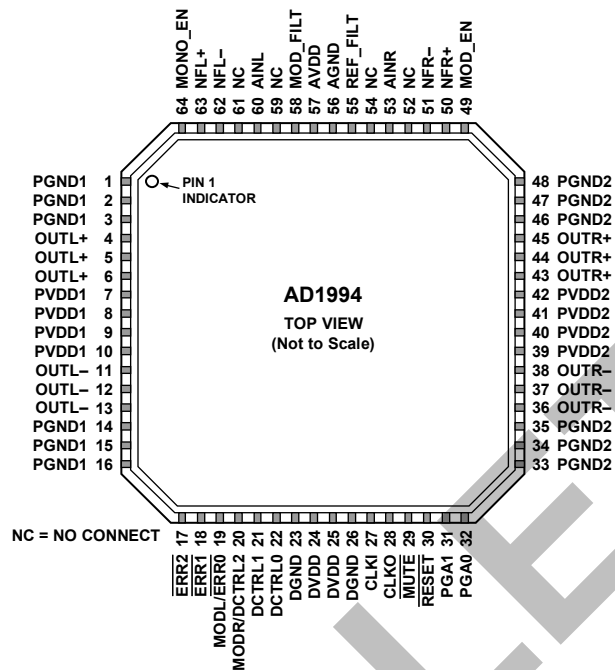 64 MONO_EN
63 NFL+
62 NFL–
61 NC
60 AINL
59 NC
58 MOD_FILT
57 AVDD
56 AGND
55 REF_FILT
54 NC
53 AINR
52 NC
51 NFR–
50 NFR+
49 MOD_EN
PGND1 1
PGND1 2
PGND1 3
OUTL+ 4
OUTL+ 5
OUTL+ 6
PVDD1 7
PVDD1 8
PVDD1 9
PVDD1 10
OUTL– 11
OUTL– 12
OUTL– 13
PGND1 14
PGND1 15
PGND1 16
PIN 1
INDICATOR
AD1994
TOP VIEW
(Not to Scale)
48 PGND2
47 PGND2
46 PGND2
45 OUTR+
44 OUTR+
43 OUTR+
42 PVDD2
41 PVDD2
40 PVDD2
39 PVDD2
38 OUTR–
37 OUTR–
36 OUTR–
35 PGND2
34 PGND2
33 PGND2
NC = NO CONNECT
ERR2 17
ERR1 18
MODL/ERR0 19
MODR/DCTRL2 20
DCTRL1 21
DCTRL0 22
DGND 23
DVDD 24
DVDD 25
DGND 26
CLKI 27
CLKO 28
MUTE 29
RESET 30
PGA1 31
PGA0 32